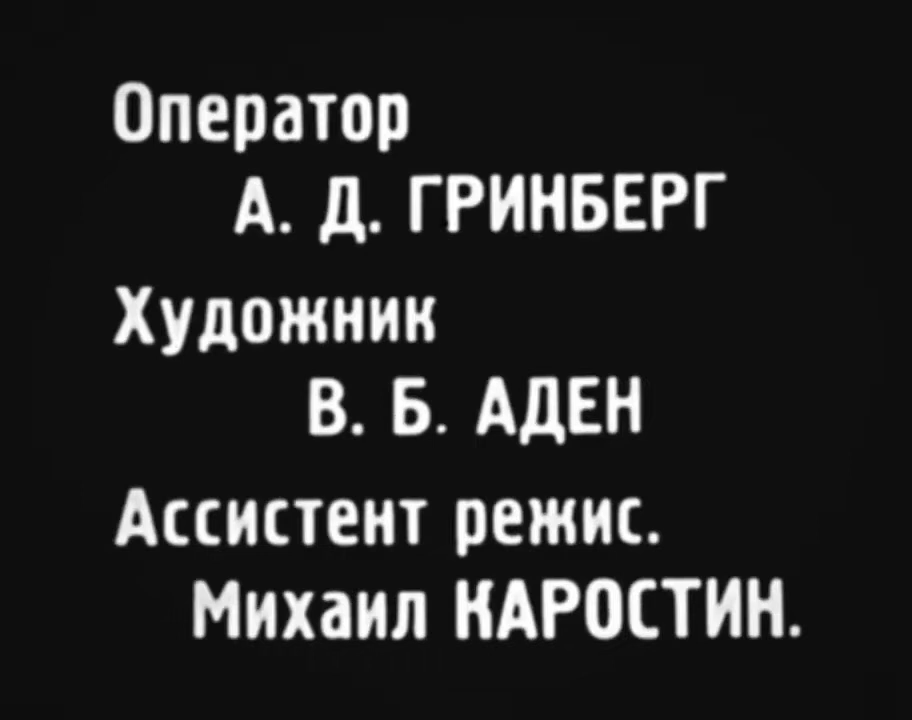 Оператор
А. Д. ГРИНБЕРГ
Художник
В. Б. АДЕН
Ассистент режис.
Михаил КАРОСТИН.